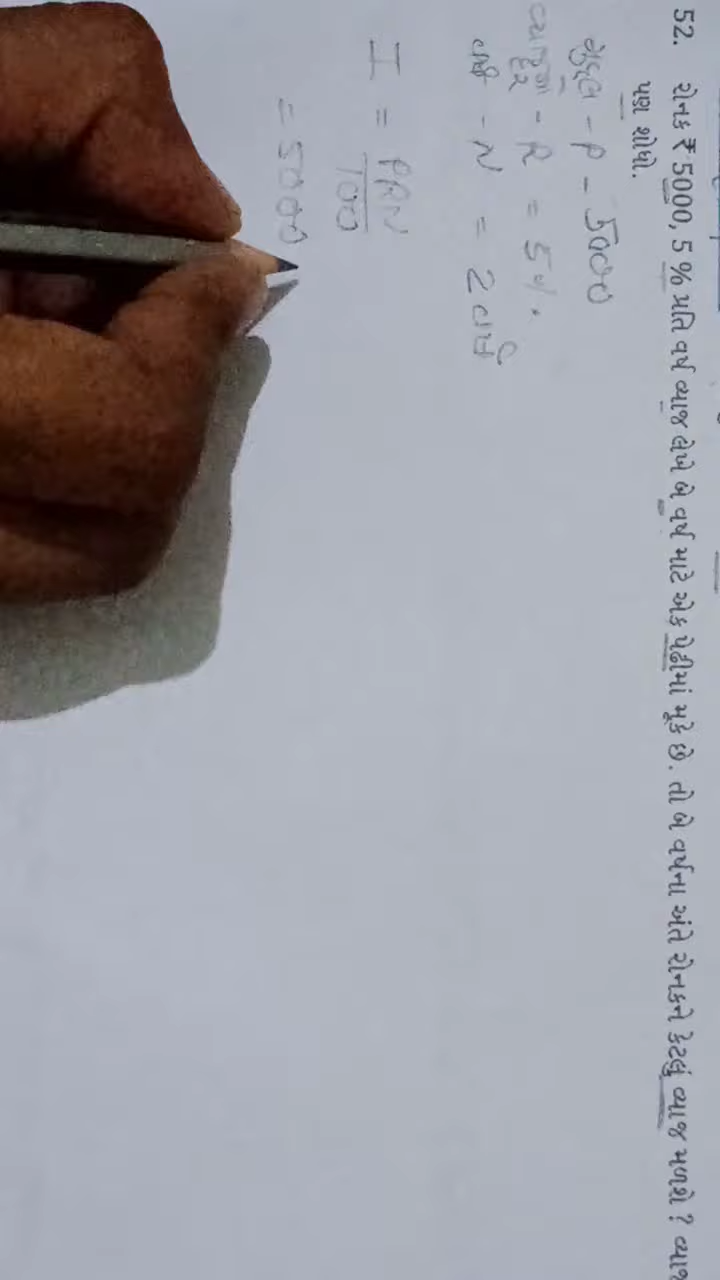 52. રોનક ₹ 5000, 5 % પ્રતિ વર્ષ વ્યાજ લેખે બે વર્ષ માટે એક પેઢીમાં મૂકે છે. તો બે વર્ષના અંતે રોનકને કેટલું વ્યાજ મળશે ? વ્યાજ
પણ શોધો.
મુદ્દલ - P - 5000
વ્યાજનો દર - R = 5%.
વર્ષ - N = 2 વર્ષ
I = PRN
100
= 5000